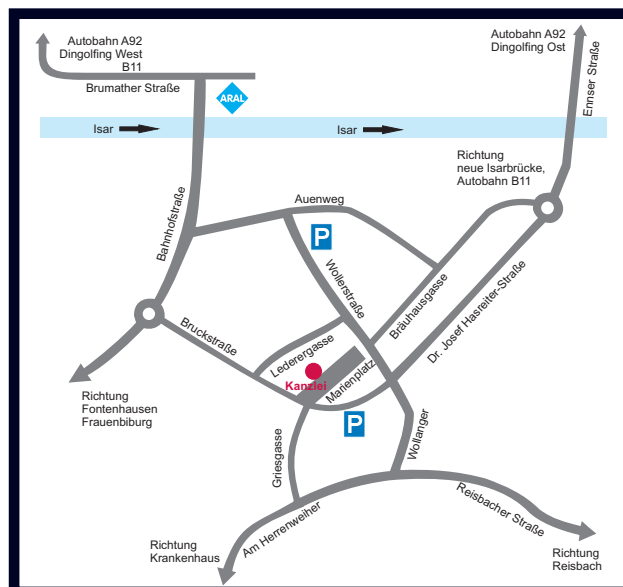 Autobahn A92
Dingolfing West
B11
Brumather Straße
ARAL
Autobahn A92
Dingolfing Ost
Ennser Straße
Isar
Isar
Richtung
neue Isarbrücke,
Autobahn B11
Bahnhofstraße
Auenweg
P
Wollerstraße
Bräuhausgasse
Dr. Josef Hasreiter-Straße
Bruckstraße
Lederergasse
Kanzlei
Marienplatz
P
Richtung
Fontenhausen
Frauenbiburg
Griesgasse
Wollanger
Am Herrenweiher
Reisbacher Straße
Richtung
Krankenhaus
Richtung
Reisbach